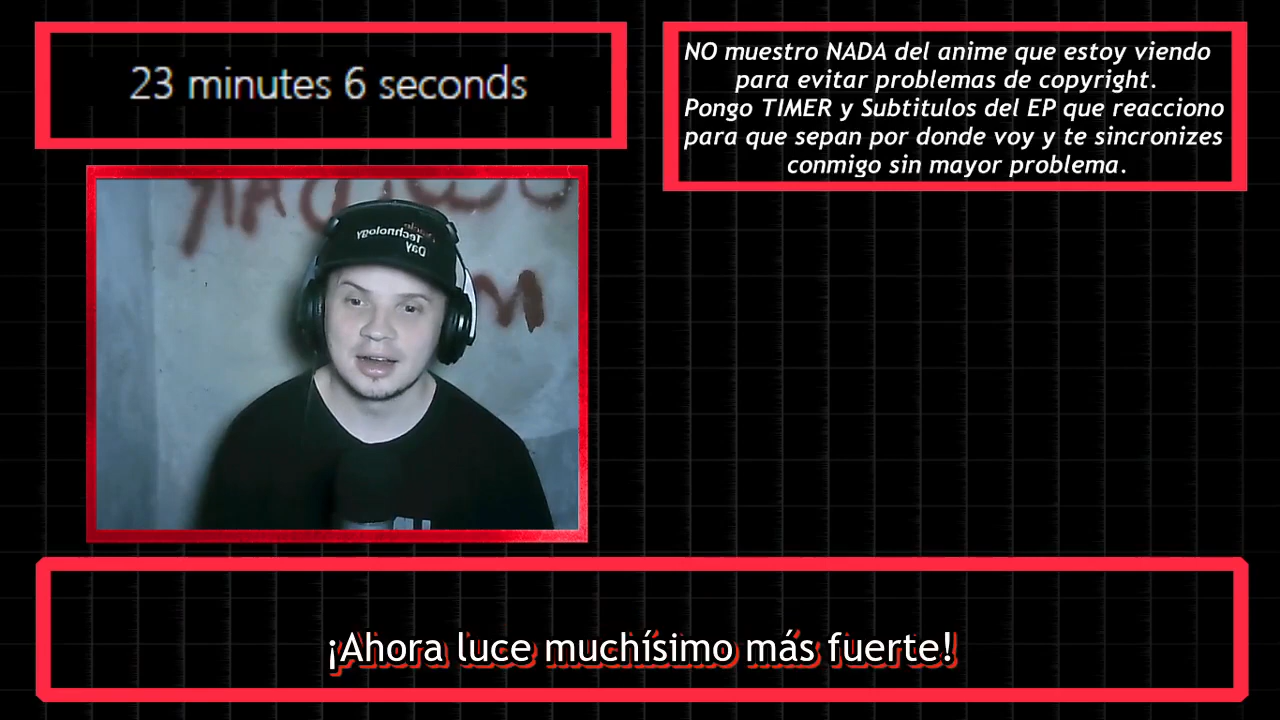 23 minutes 6 seconds
NO muestro NADA del anime que estoy viendo
para evitar problemas de copyright.
Pongo TIMER y Subtitulos del EP que reacciono
para que sepan por donde voy y te sincronizes
conmigo sin mayor problema.
Technology
Day
¡Ahora luce muchísimo más fuerte!